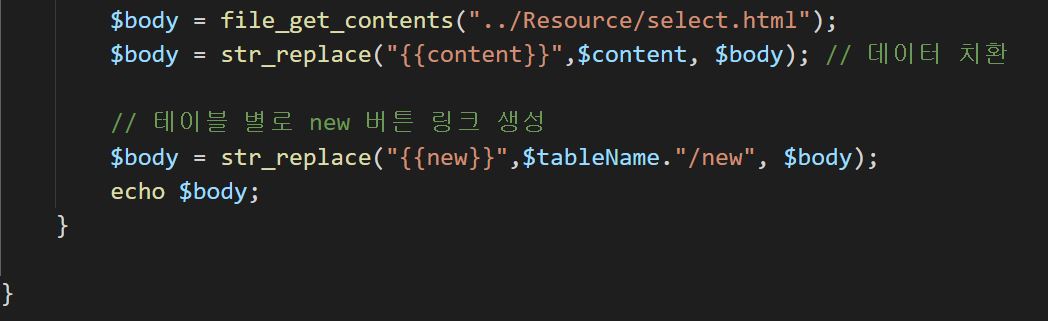 $body = file_get_contents("../Resource/select.html");
$body = str_replace("{{content}}",$content, $body); // 데이터 치환
// 테이블 별로 new 버튼 링크 생성
$body = str_replace("{{new}}",$tableName."/new", $body);
echo $body;
}
}